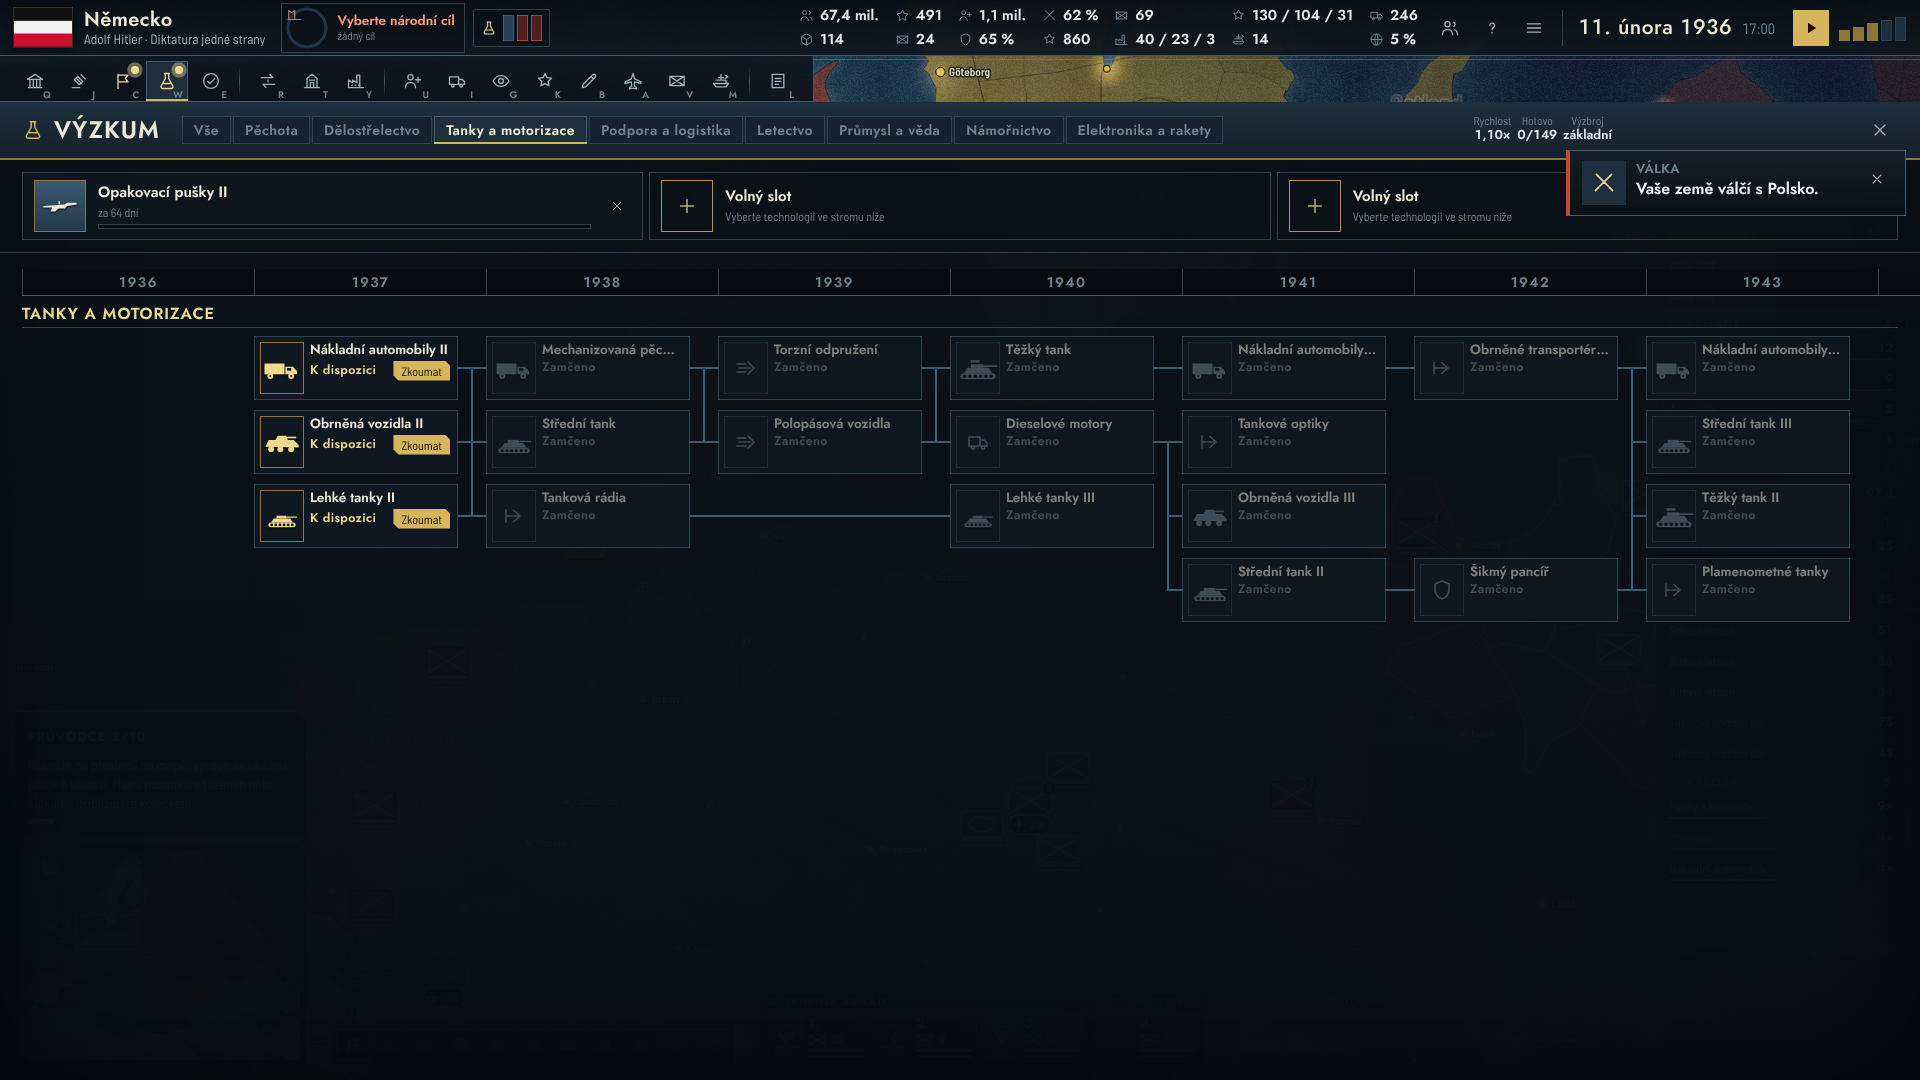 Německo
Adolf Hitler · Diktatura jedné strany
Vyberte národní cíl
žádný cíl
67,4 mil. 491 1,1 mil. 62 % 69 130 / 104 / 31 246
114 24 65 % 860 40 / 23 / 3 14 5 %
?
11. února 1936 17:00
Q J C W E R T Y U I G K B A V M L
Göteborg
VÝZKUM
Vše Pěchota Dělostřelectvo Tanky a motorizace Podpora a logistika Letectvo Průmysl a věda Námořnictvo Elektronika a rakety
Rychlost Hotovo Výzbroj
1,10× 0/149 základní
VÁLKA
Vaše země válčí s Polsko.
Opakovací pušky II
za 64 dní
Volný slot
Vyberte technologii ve stromu níže
Volný slot
Vyberte technologii ve stromu níže
1936 1937 1938 1939 1940 1941 1942 1943
TANKY A MOTORIZACE
Nákladní automobily II
K dispozici Zkoumat
Mechanizovaná pěc...
Zamčeno
Torzní odpružení
Zamčeno
Těžký tank
Zamčeno
Nákladní automobily...
Zamčeno
Obrněné transportér...
Zamčeno
Nákladní automobily...
Zamčeno
Obrněná vozidla II
K dispozici Zkoumat
Střední tank
Zamčeno
Polopásová vozidla
Zamčeno
Dieselové motory
Zamčeno
Tankové optiky
Zamčeno
Střední tank III
Zamčeno
Lehké tanky II
K dispozici Zkoumat
Tanková rádia
Zamčeno
Lehké tanky III
Zamčeno
Obrněná vozidla III
Zamčeno
Těžký tank II
Zamčeno
Střední tank II
Zamčeno
Šikmý pancíř
Zamčeno
Plamenometné tanky
Zamčeno